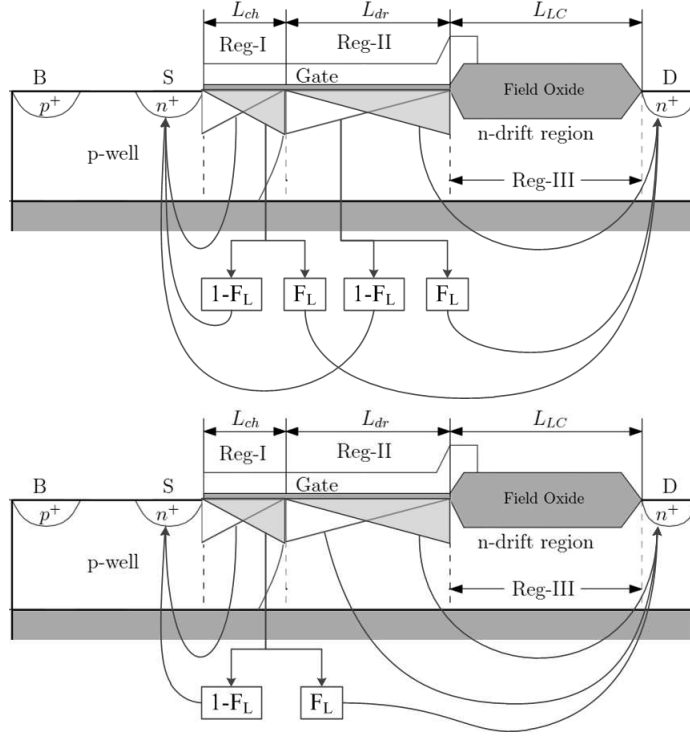 L_ch L_dr L_LC
Reg-I Reg-II
B S Gate Field Oxide D
p+ n+ n+
p-well n-drift region
Reg-III
1-F_L F_L 1-F_L F_L
L_ch L_dr L_LC
Reg-I Reg-II
B S Gate Field Oxide D
p+ n+ n+
p-well n-drift region
Reg-III
1-F_L F_L